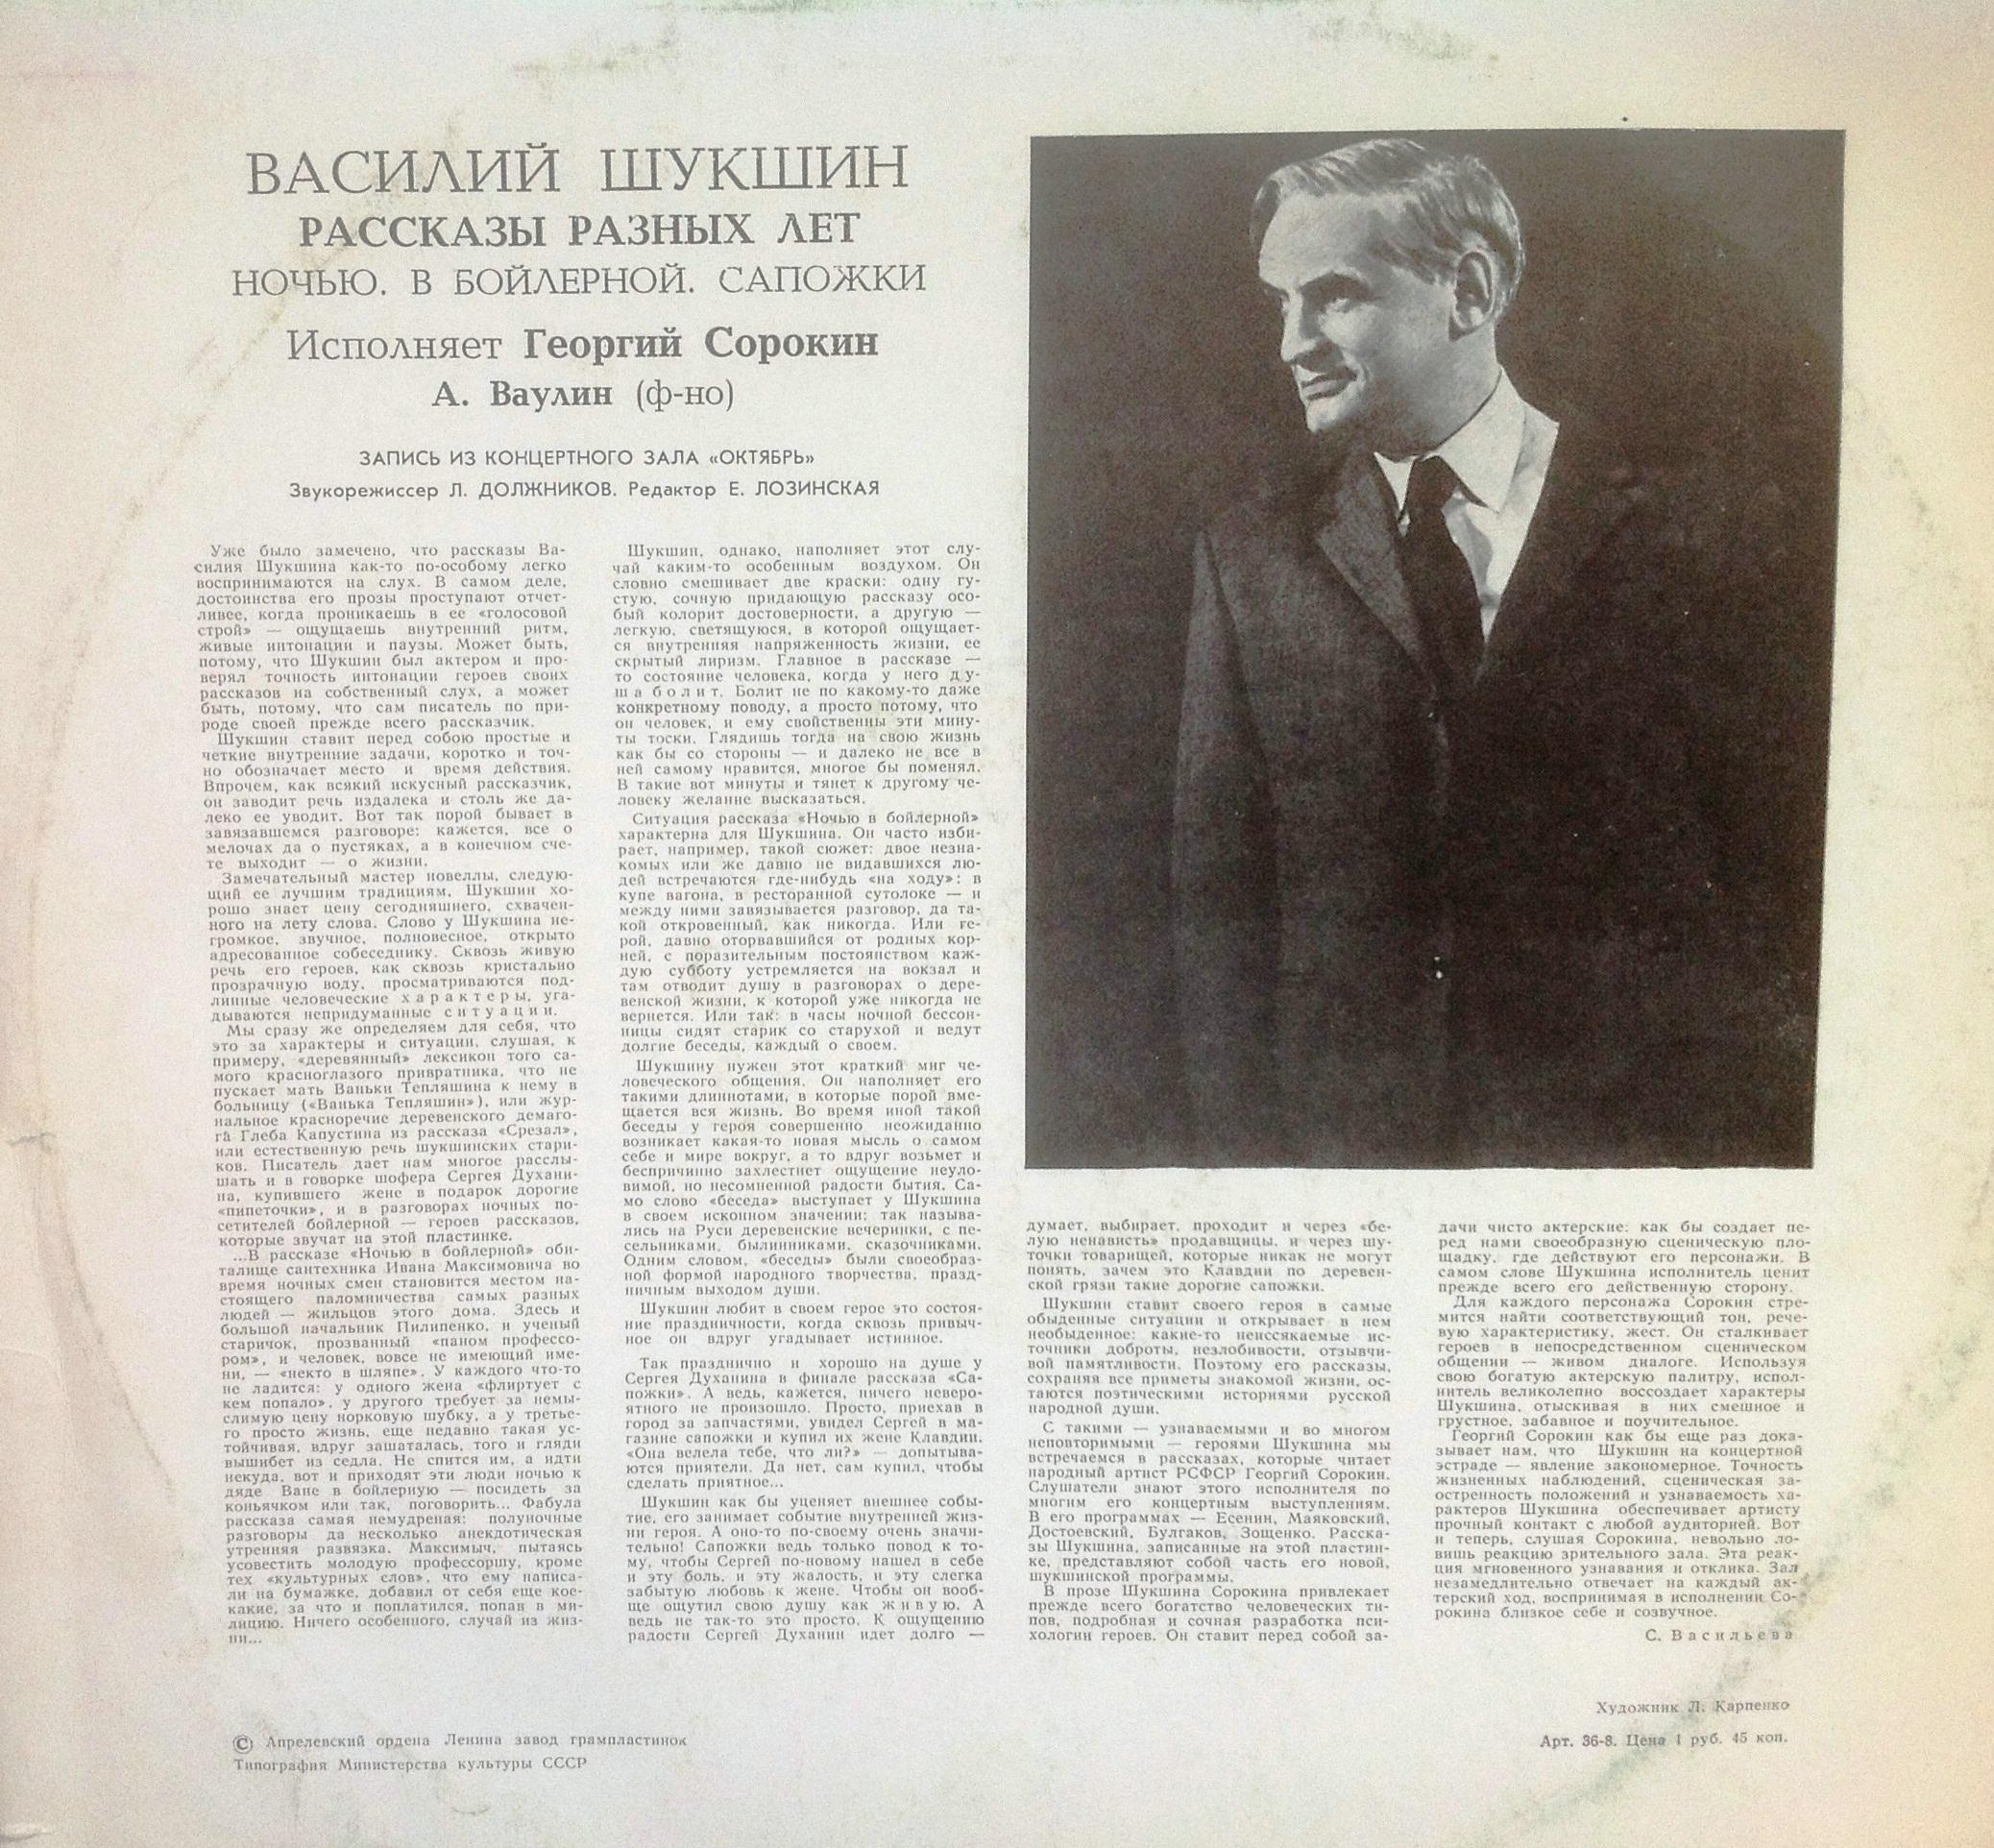 ВАСИЛИЙ ШУКШИН
РАССКАЗЫ РАЗНЫХ ЛЕТ
НОЧЬЮ. В БОЙЛЕРНОЙ. САПОЖКИ
Исполняет Георгий Сорокин
А. Ваулин (ф-но)
ЗАПИСЬ ИЗ КОНЦЕРТНОГО ЗАЛА «ОКТЯБРЬ»
Звукорежиссер Л. ДОЛЖНИКОВ. Редактор Е. ЛОЗИНСКАЯ
Уже было замечено, что рассказы Ва-
силия Шукшина как-то по-особому легко
воспринимаются на слух. В самом деле,
достоинства его прозы проступают отчет-
ливее, когда проникаешь в ее «голосовой
строй» — ощущаешь внутренний ритм,
живые интонации и паузы. Может быть,
потому, что Шукшин был актером и про-
верял точность интонации героев своих
рассказов на собственный слух, а может
быть, потому, что сам писатель по при-
роде своей прежде всего рассказчик.
Шукшин ставит перед собою простые и
четкие внутренние задачи, коротко и точ-
но обозначает место и время действия.
Впрочем, как всякий искусный рассказчик,
он заводит речь издалека и столь же да-
леко ее уводит. Вот так порой бывает в
завязавшемся разговоре: кажется, все о
мелочах да о пустяках, а в конечном сче-
те выходит — о жизни.
Замечательный мастер новеллы, следую-
щий ее лучшим традициям, Шукшин хо-
рошо знает цену сегодняшнего, схвачен-
ного на лету слова. Слово у Шукшина не-
громкое, звучное, полновесное, открыто
адресованное собеседнику. Сквозь живую
речь его героев, как сквозь кристально
прозрачную воду, просматриваются под-
линные человеческие характеры, уга-
дываются непридуманные ситуации.
Мы сразу же определяем для себя, что
это за характеры и ситуации, слушая, к
примеру, «деревянный» лексикон того са-
мого красноглазого привратника, что не
пускает мать Ваньки Тепляшина к нему в
больницу («Ванька Тепляшин»), или жур-
нальное красноречие деревенского демаго-
га Глеба Капустина из рассказа «Срезал»,
или естественную речь шукшинских стари-
ков. Писатель дает нам многое расслы-
шать и в говорке шофера Сергея Духани-
на, купившего жене в подарок дорогие
«пипеточки», и в разговорах ночных по-
сетителей бойлерной — героев рассказов,
которые звучат на этой пластинке.
...В рассказе «Ночью в бойлерной» оби-
талище сантехника Ивана Максимовича во
время ночных смен становится местом на-
стоящего паломничества самых разных
людей — жильцов этого дома. Здесь и
большой начальник Пилипенко, и ученый
старичок, прозванный «паном профессо-
ром», и человек, вовсе не имеющий име-
ни, — «некто в шляпе». У каждого что-то
не ладится: у одного жена «флиртует с
кем попало», у другого требует за немы-
слимую цену норковую шубку, а у третье-
го просто жизнь, еще недавно такая ус-
тойчивая, вдруг зашаталась, того и гляди
вышибет из седла. Не спится им, а идти
некуда, вот и приходят эти люди ночью к
дяде Ване в бойлерную — посидеть за
коньячком или так, поговорить... Фабула
рассказа самая немудреная: полуночные
разговоры да несколько анекдотическая
утренняя развязка. Максимыч, пытаясь
усовестить молодую профессоршу, кроме
тех «культурных слов», что ему написа-
ли на бумажке, добавил от себя еще кое-
какие, за что и поплатился, попав в ми-
лицию. Ничего особенного, случай из жиз-
ни...
Шукшин, однако, наполняет этот слу-
чай каким-то особенным воздухом. Он
словно смешивает две краски: одну гу-
стую, сочную придающую рассказу осо-
бый колорит достоверности, а другую —
легкую, светящуюся, в которой ощущает-
ся внутренняя напряженность жизни, ее
скрытый лиризм. Главное в рассказе —
то состояние человека, когда у него ду-
ша болит. Болит не по какому-то даже
конкретному поводу, а просто потому, что
он человек, и ему свойственны эти мину-
ты тоски. Глядишь тогда на свою жизнь
как бы со стороны — и далеко не все в
ней самому нравится, многое бы поменял.
В такие вот минуты и тянет к другому че-
ловеку желание высказаться.
Ситуация рассказа «Ночью в бойлерной»
характерна для Шукшина. Он часто изби-
рает, например, такой сюжет: двое незна-
комых или же давно не видавшихся лю-
дей встречаются где-нибудь «на ходу»: в
купе вагона, в ресторанной сутолоке — и
между ними завязывается разговор, да та-
кой откровенный, как никогда. Или ге-
рой, давно оторвавшийся от родных кор-
ней, с поразительным постоянством каж-
дую субботу устремляется на вокзал и
там отводит душу в разговорах о дере-
венской жизни, к которой уже никогда не
вернется. Или так: в часы ночной бессон-
ницы сидят старик со старухой и ведут
долгие беседы, каждый о своем.
Шукшину нужен этот краткий миг че-
ловеческого общения. Он наполняет его
такими длиннотами, в которые порой вме-
щается вся жизнь. Во время иной такой
беседы у героя совершенно неожиданно
возникает какая-то новая мысль о самом
себе и мире вокруг, а то вдруг возьмет и
беспричинно захлестнет ощущение неуло-
вимой, но несомненной радости бытия. Са-
мо слово «беседа» выступает у Шукшина
в своем исконном значении: так называ-
лись на Руси деревенские вечеринки, с пе-
сельниками, былинниками, сказочниками.
Одним словом, «беседы» были своеобраз-
ной формой народного творчества, празд-
ничным выходом души.
Шукшин любит в своем герое это состоя-
ние праздничности, когда сквозь привыч-
ное он вдруг угадывает истинное.
Так празднично и хорошо на душе у
Сергея Духанина в финале рассказа «Са-
пожки». А ведь, кажется, ничего неверо-
ятного не произошло. Просто, приехав в
город за запчастями, увидел Сергей в ма-
газине сапожки и купил их жене Клавдии.
«Она велела тебе, что ли?» — допытыва-
ются приятели. Да нет, сам купил, чтобы
сделать приятное...
Шукшин как бы уценяет внешнее собы-
тие, его занимает событие внутренней жиз-
ни героя. А оно-то по-своему очень значи-
тельно! Сапожки ведь только повод к то-
му, чтобы Сергей по-новому нашел в себе
и эту боль, и эту жалость, и эту слегка
забытую любовь к жене. Чтобы он вооб-
ще ощутил свою душу как живую. А
ведь не так-то это просто. К ощущению
радости Сергей Духанин идет долго —
думает, выбирает, проходит и через «бе-
лую ненависть» продавщицы, и через шу-
точки товарищей, которые никак не могут
понять, зачем это Клавдии по деревен-
ской грязи такие дорогие сапожки.
Шукшин ставит своего героя в самые
обыденные ситуации и открывает в нем
необыденное: какие-то неиссякаемые ис-
точники доброты, незлобивости, отзывчи-
вой памятливости. Поэтому его рассказы,
сохраняя все приметы знакомой жизни, ос-
таются поэтическими историями русской
народной души.
С такими — узнаваемыми и во многом
неповторимыми — героями Шукшина мы
встречаемся в рассказах, которые читает
народный артист РСФСР Георгий Сорокин.
Слушатели знают этого исполнителя по
многим его концертным выступлениям.
В его программах — Есенин, Маяковский,
Достоевский, Булгаков, Зощенко. Расска-
зы Шукшина, записанные на этой пластин-
ке, представляют собой часть его новой,
шукшинской программы.
В прозе Шукшина Сорокина привлекает
прежде всего богатство человеческих ти-
пов, подробная и сочная разработка пси-
хологии героев. Он ставит перед собой за-
дачи чисто актерские: как бы создает пе-
ред нами своеобразную сценическую пло-
щадку, где действуют его персонажи. В
самом слове Шукшина исполнитель ценит
прежде всего его действенную сторону.
Для каждого персонажа Сорокин стре-
мится найти соответствующий тон, рече-
вую характеристику, жест. Он сталкивает
героев в непосредственном сценическом
общении — живом диалоге. Используя
свою богатую актерскую палитру, испол-
нитель великолепно воссоздает характеры
Шукшина, отыскивая в них смешное и
грустное, забавное и поучительное.
Георгий Сорокин как бы еще раз дока-
зывает нам, что Шукшин на концертной
эстраде — явление закономерное. Точность
жизненных наблюдений, сценическая за-
остренность положений и узнаваемость ха-
рактеров Шукшина обеспечивает артисту
прочный контакт с любой аудиторией. Вот
и теперь, слушая Сорокина, невольно ло-
вишь реакцию зрительного зала. Эта реак-
ция мгновенного узнавания и отклика. Зал
незамедлительно отвечает на каждый ак-
терский ход, воспринимая в исполнении Со-
рокина близкое себе и созвучное.
С. Васильева
Художник Л. Карпенко
Арт. 36-8. Цена 1 руб. 45 коп.
© Апрелевский ордена Ленина завод грампластинок
Типография Министерства культуры СССР